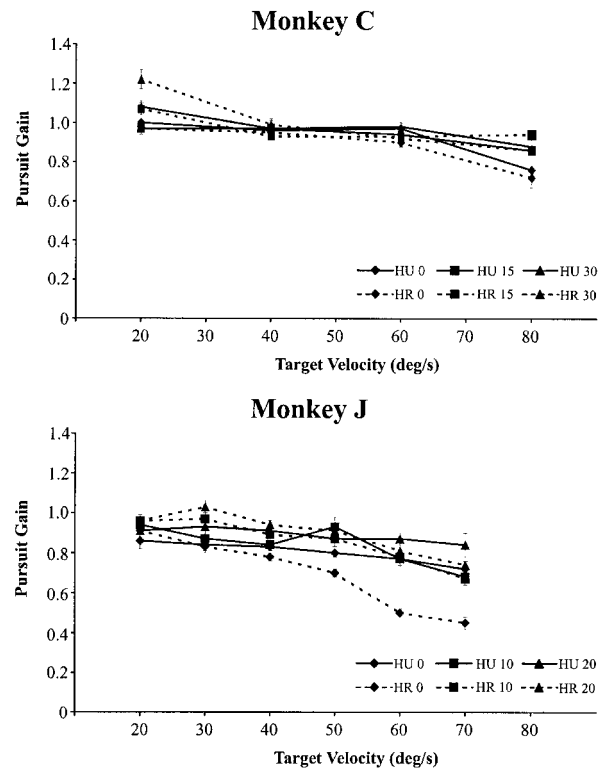 Monkey C
1.4
1.2
1.0
0.8
0.6
0.4
0.2
0
Pursuit Gain
HU 0 HU 15 HU 30
HR 0 HR 15 HR 30
20 30 40 50 60 70 80
Target Velocity (deg/s)
Monkey J
1.4
1.2
1.0
0.8
0.6
0.4
0.2
0
Pursuit Gain
HU 0 HU 10 HU 20
HR 0 HR 10 HR 20
20 30 40 50 60 70 80
Target Velocity (deg/s)